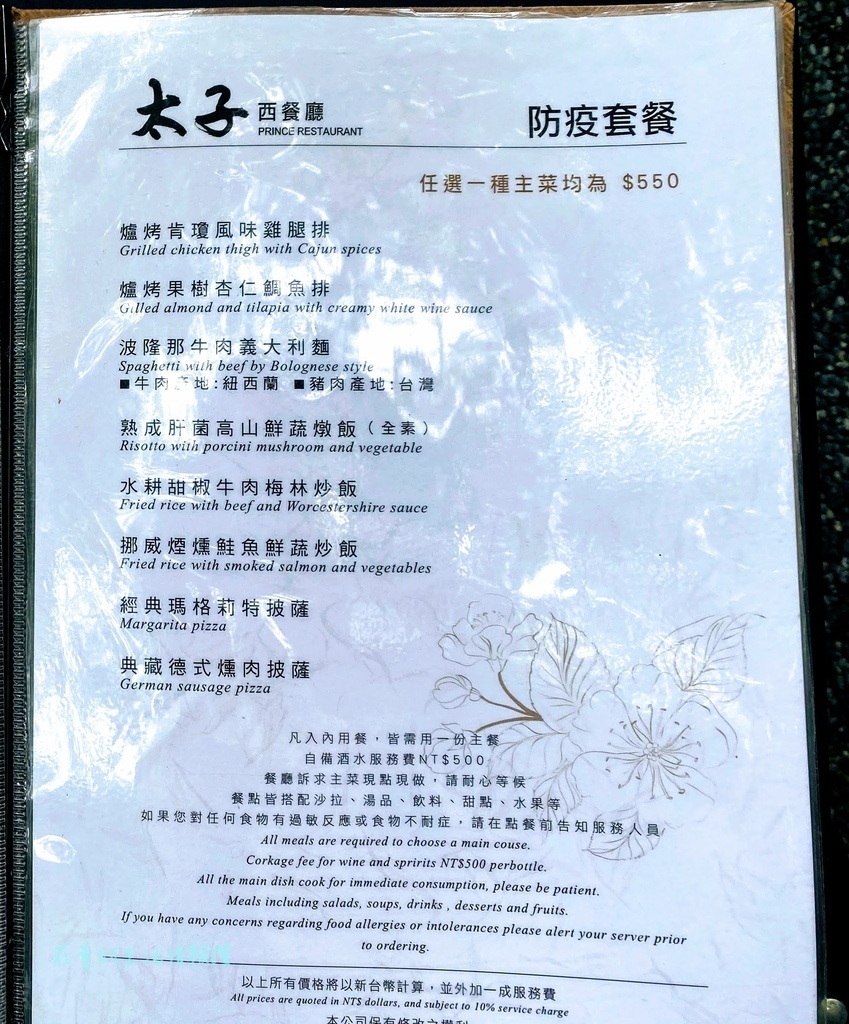 太子 西餐廳
PRINCE RESTAURANT
防疫套餐
任選一種主菜均為 $550
爐烤肯瓊風味雞腿排
Grilled chicken thigh with Cajun spices
爐烤果樹杏仁鯛魚排
Gilled almond and tilapia with creamy white wine sauce
波隆那牛肉義大利麵
Spaghetti with beef by Bolognese style
■牛肉產地:紐西蘭 ■豬肉產地:台灣
熟成肝菌高山鮮蔬燉飯(全素)
Risotto with porcini mushroom and vegetable
水耕甜椒牛肉梅林炒飯
Fried rice with beef and Worcestershire sauce
挪威煙燻鮭魚鮮蔬炒飯
Fried rice with smoked salmon and vegetables
經典瑪格莉特披薩
Margarita pizza
典藏德式燻肉披薩
German sausage pizza
凡入內用餐,皆需用一份主餐
自備酒水服務費NT$500
餐廳訴求主菜現點現做,請耐心等候
餐點皆搭配沙拉、湯品、飲料、甜點、水果等
如果您對任何食物有過敏反應或食物不耐症,請在點餐前告知服務人員
All meals are required to choose a main couse.
Corkage fee for wine and spririts NT$500 perbottle.
All the main dish cook for immediate consumption, please be patient.
Meals including salads, soups, drinks , desserts and fruits.
If you have any concerns regarding food allergies or intolerances please alert your server prior
to ordering.
以上所有價格將以新台幣計算,並外加一成服務費
All prices are quoted in NT$ dollars, and subject to 10% service charge
本公司保有修改之權利